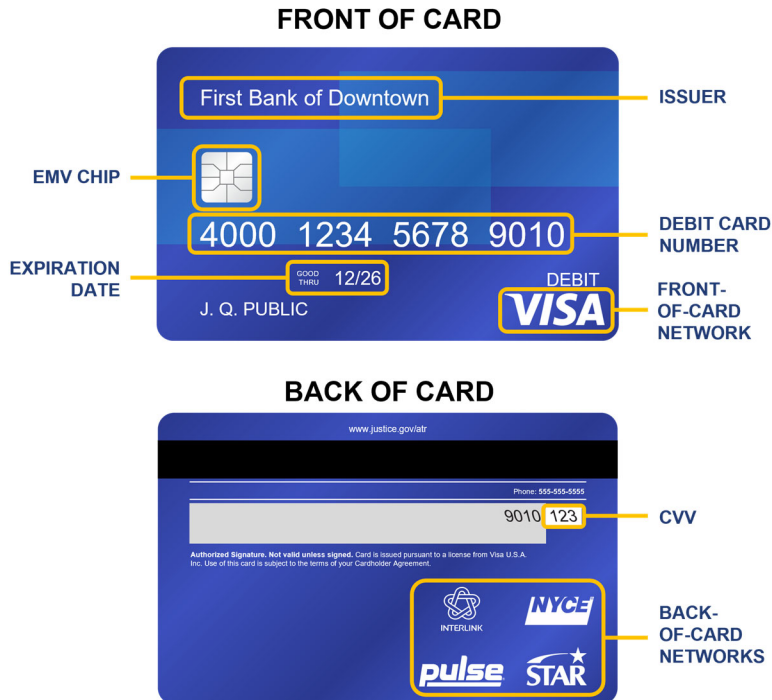 FRONT OF CARD
First Bank of Downtown
ISSUER
EMV CHIP
4000 1234 5678 9010
DEBIT CARD
NUMBER
EXPIRATION
DATE
GOOD
THRU
12/26
J. Q. PUBLIC
DEBIT
VISA
FRONT-
OF-CARD
NETWORK
BACK OF CARD
www.justice.gov/atr
Phone: 555-555-5555
9010 123
CVV
Authorized Signature. Not valid unless signed. Card is issued pursuant to a license from Visa U.S.A.
Inc. Use of this card is subject to the terms of your Cardholder Agreement.
INTERLINK
NYCE
pulse
STAR
BACK-
OF-CARD
NETWORKS